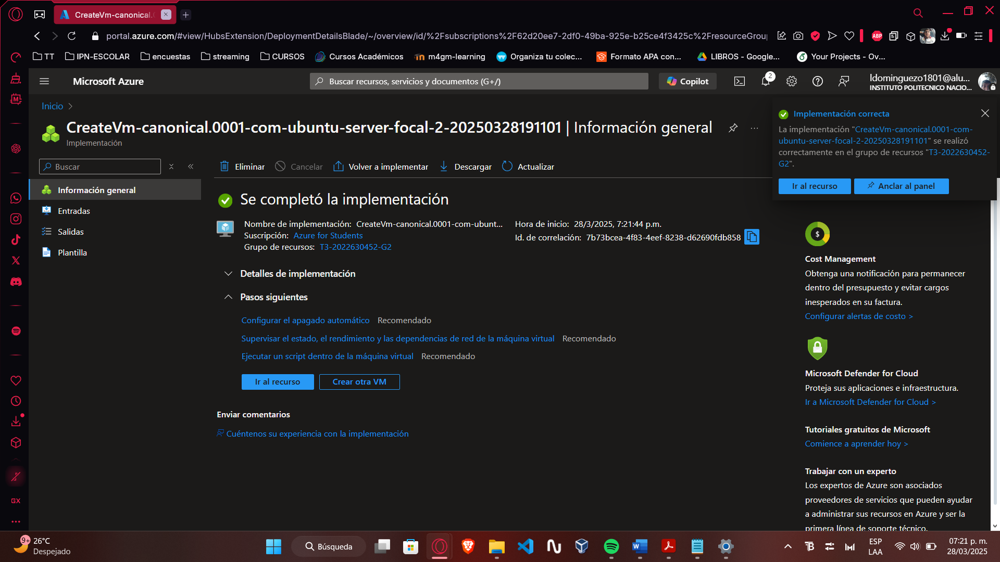 CreateVm-canonical.
portal.azure.com/#view/HubsExtension/DeploymentDetailsBlade/~/overview/id/%2Fsubscriptions%2F62d20ee7-2df0-49ba-925e-b25ce4f3425c%2FresourceGroup
ABP
TT
IPN-ESCOLAR
encuestas
streaming
CURSOS
Cursos Académicos
m4gm-learning
Organiza tu colec...
Formato APA con...
LIBROS - Google...
Your Projects - Ov...
Microsoft Azure
Buscar recursos, servicios y documentos (G+/)
Copilot
2
ldominguezo1801@alu...
INSTITUTO POLITECNICO NACIO...
Inicio
CreateVm-canonical.0001-com-ubuntu-server-focal-2-20250328191101 | Información general
Implementación
Implementación correcta
La implementación "CreateVm-canonical.0001-com-
ubuntu-server-focal-2-20250328191101" se realizó
correctamente en el grupo de recursos "T3-2022630452-
G2".
Ir al recurso
Anclar al panel
Buscar
Información general
Entradas
Salidas
Plantilla
Eliminar
Cancelar
Volver a implementar
Descargar
Actualizar
Se completó la implementación
Nombre de implementación: CreateVm-canonical.0001-com-ubunt...
Suscripción: Azure for Students
Grupo de recursos: T3-2022630452-G2
Hora de inicio: 28/3/2025, 7:21:44 p.m.
Id. de correlación: 7b73bcea-4f83-4eef-8238-d62690fdb858
Detalles de implementación
Pasos siguientes
Configurar el apagado automático Recomendado
Supervisar el estado, el rendimiento y las dependencias de red de la máquina virtual Recomendado
Ejecutar un script dentro de la máquina virtual Recomendado
Ir al recurso
Crear otra VM
Enviar comentarios
Cuéntenos su experiencia con la implementación
$
Cost Management
Obtenga una notificación para permanecer
dentro del presupuesto y evitar cargos
inesperados en su factura.
Configurar alertas de costo >
Microsoft Defender for Cloud
Proteja sus aplicaciones e infraestructura.
Ir a Microsoft Defender for Cloud >
Tutoriales gratuitos de Microsoft
Comience a aprender hoy >
Trabajar con un experto
Los expertos de Azure son asociados
proveedores de servicios que pueden ayudar
a administrar sus recursos en Azure y ser la
primera línea de soporte técnico.
GX
9+
26°C
Despejado
Búsqueda
ESP
LAA
07:21 p. m.
28/03/2025